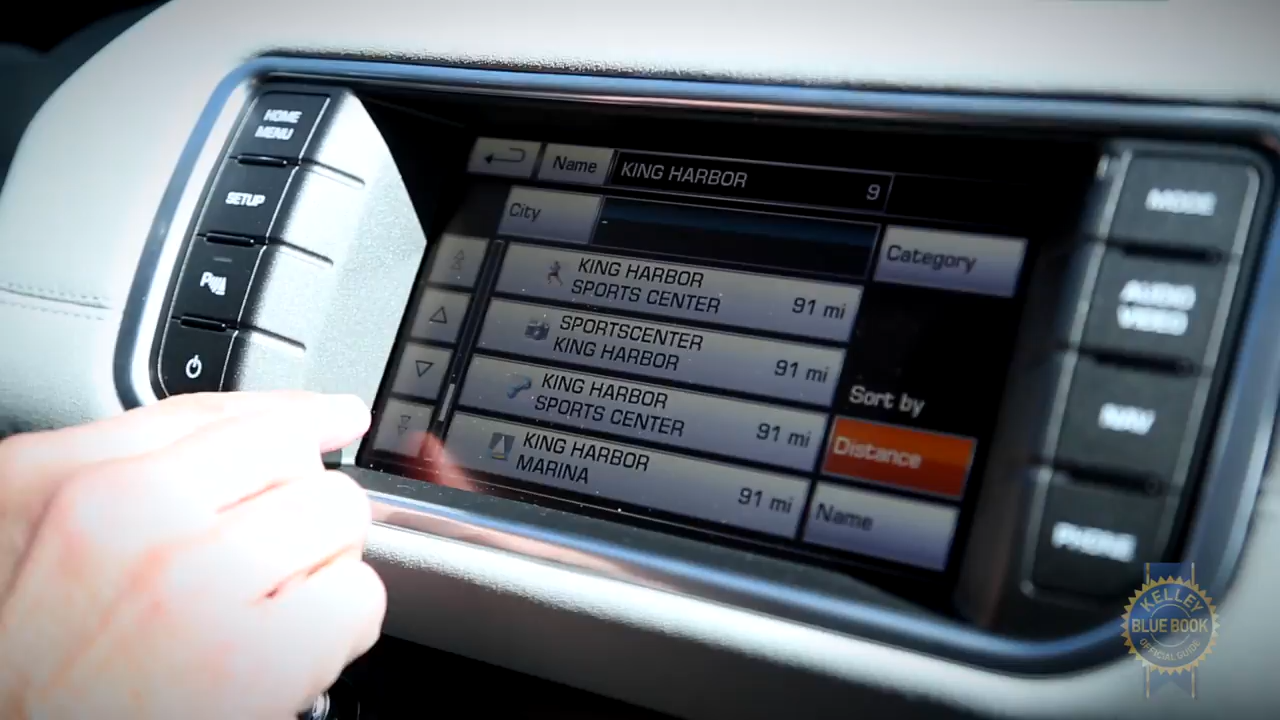 HOME
MENU
SETUP
P
Name
KING HARBOR
9
City
Category
KING HARBOR
SPORTS CENTER
91 mi
SPORTSCENTER
KING HARBOR
91 mi
KING HARBOR
SPORTS CENTER
91 mi
KING HARBOR
MARINA
91 mi
Sort by
Distance
Name
MODE
AUDIO
VIDEO
NAV
PHONE
KELLEY
BLUE BOOK
OFFICIAL GUIDE